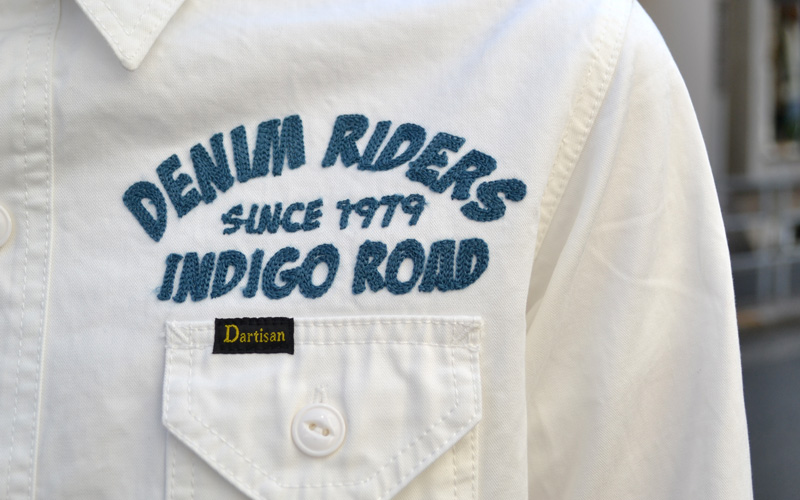 DENIM RIDERS
SINCE 1979
INDIGO ROAD
Dartisan